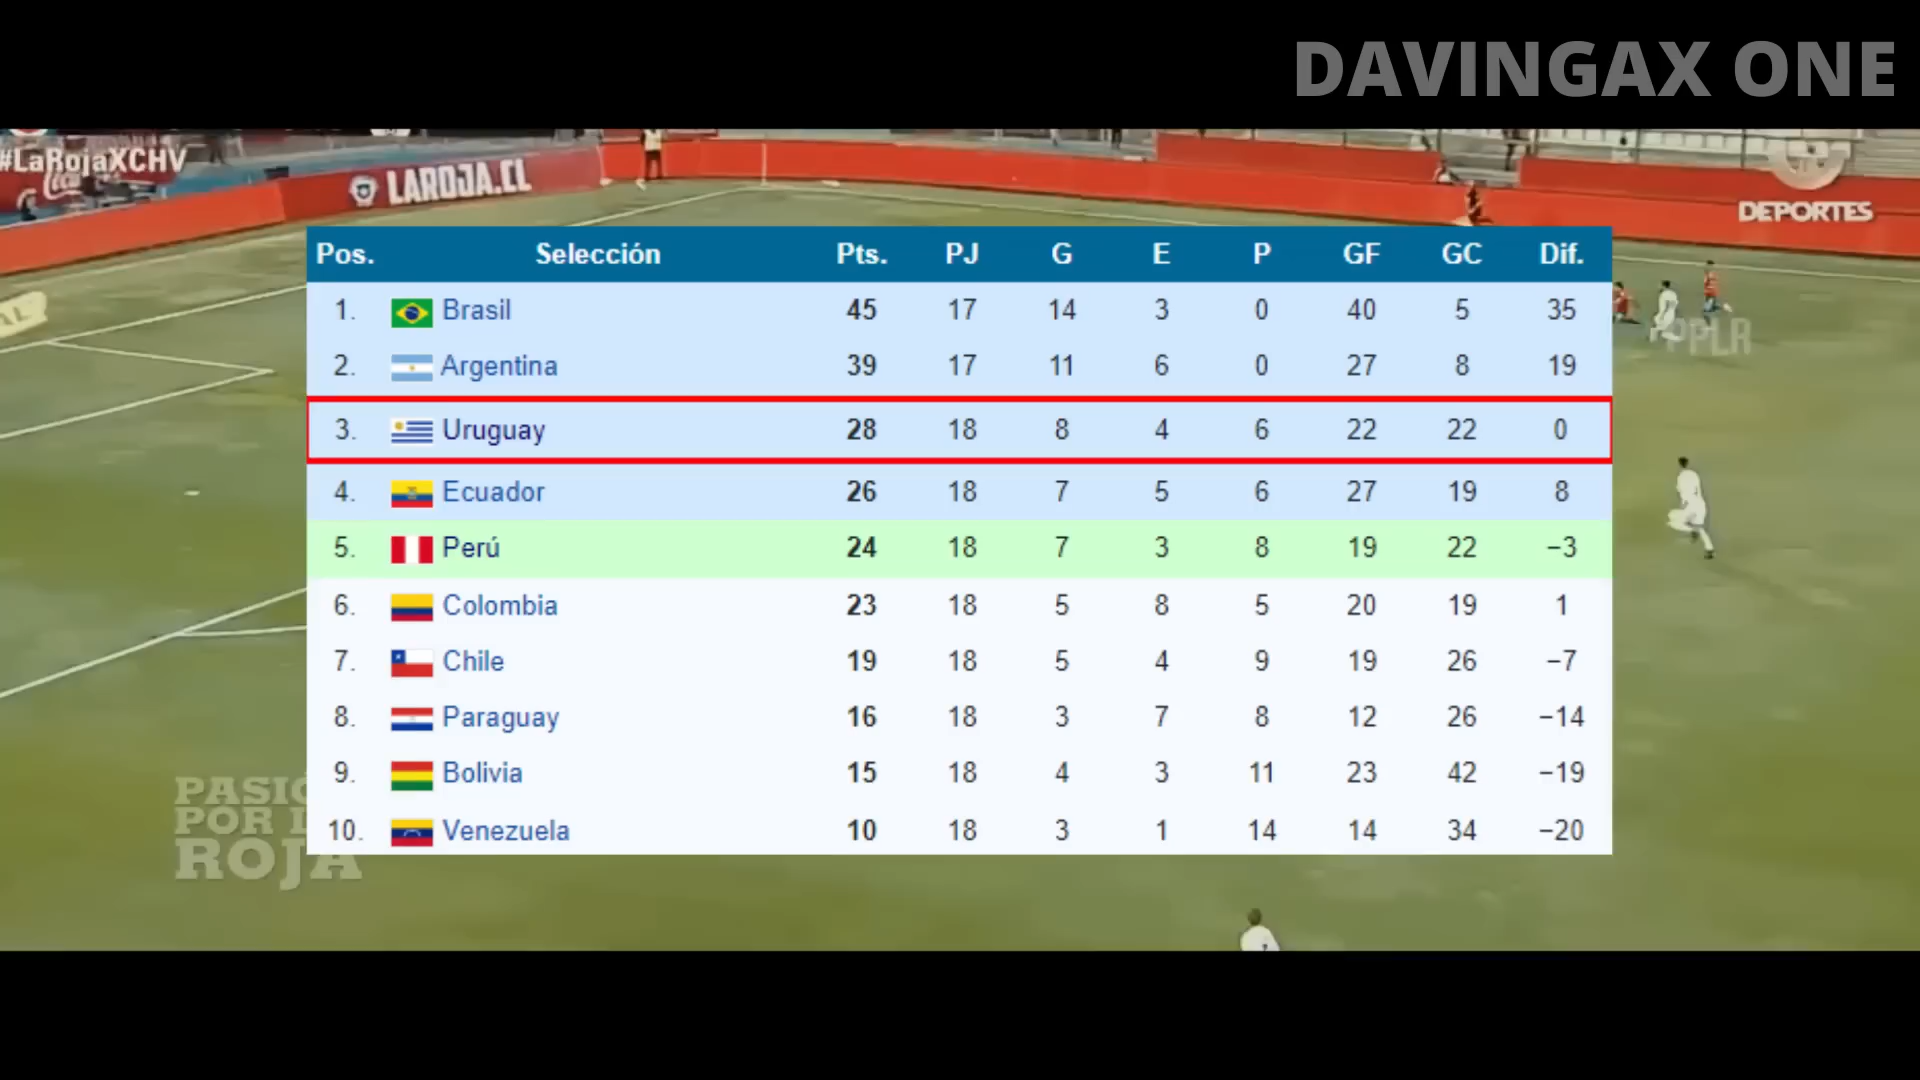 DAVINGAX ONE
#LaRojaXCHV
LAROJA.CL
DEPORTES
Pos. Selección Pts. PJ G E P GF GC Dif.
1. Brasil 45 17 14 3 0 40 5 35
2. Argentina 39 17 11 6 0 27 8 19
3. Uruguay 28 18 8 4 6 22 22 0
4. Ecuador 26 18 7 5 6 27 19 8
5. Perú 24 18 7 3 8 19 22 −3
6. Colombia 23 18 5 8 5 20 19 1
7. Chile 19 18 5 4 9 19 26 −7
8. Paraguay 16 18 3 7 8 12 26 −14
9. Bolivia 15 18 4 3 11 23 42 −19
10. Venezuela 10 18 3 1 14 14 34 −20
PPLR
PASIÓ
POR L
ROJA